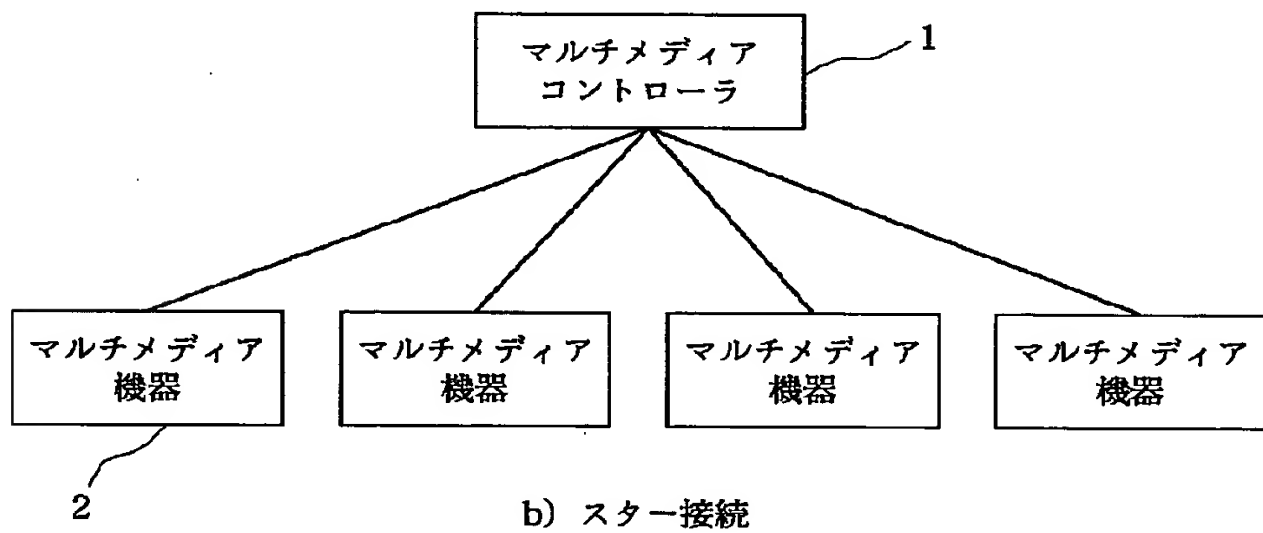 マルチメディア
コントローラ
1
マルチメディア
機器
マルチメディア
機器
マルチメディア
機器
マルチメディア
機器
2
b) スター接続